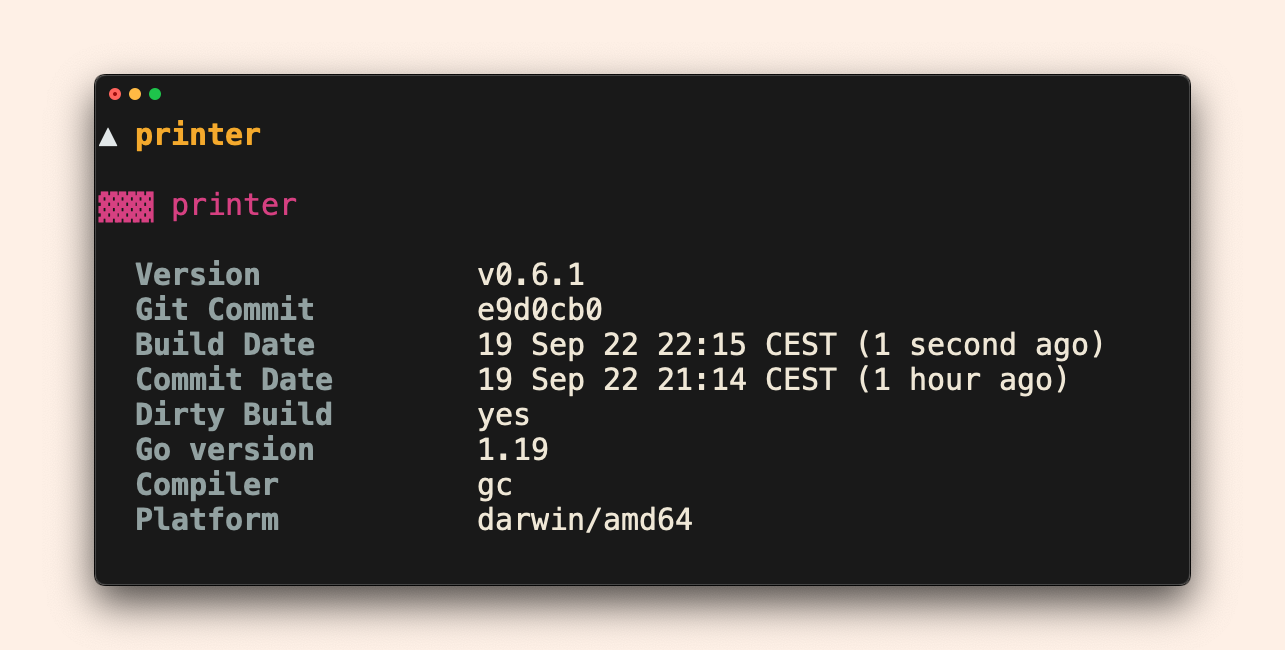 ▲ printer
▓▓▓ printer
Version v0.6.1
Git Commit e9d0cb0
Build Date 19 Sep 22 22:15 CEST (1 second ago)
Commit Date 19 Sep 22 21:14 CEST (1 hour ago)
Dirty Build yes
Go version 1.19
Compiler gc
Platform darwin/amd64